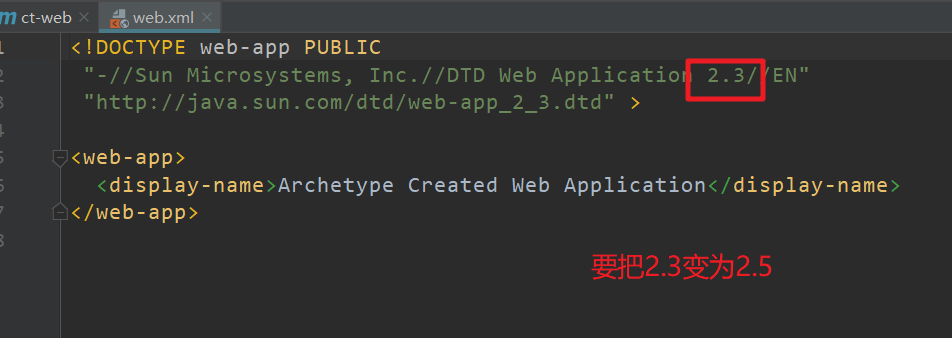 ct-web web.xml
1 <!DOCTYPE web-app PUBLIC
2 "-//Sun Microsystems, Inc.//DTD Web Application 2.3//EN"
3 "http://java.sun.com/dtd/web-app_2_3.dtd" >
4
5 <web-app>
6 <display-name>Archetype Created Web Application</display-name>
7 </web-app>
8
要把2.3变为2.5